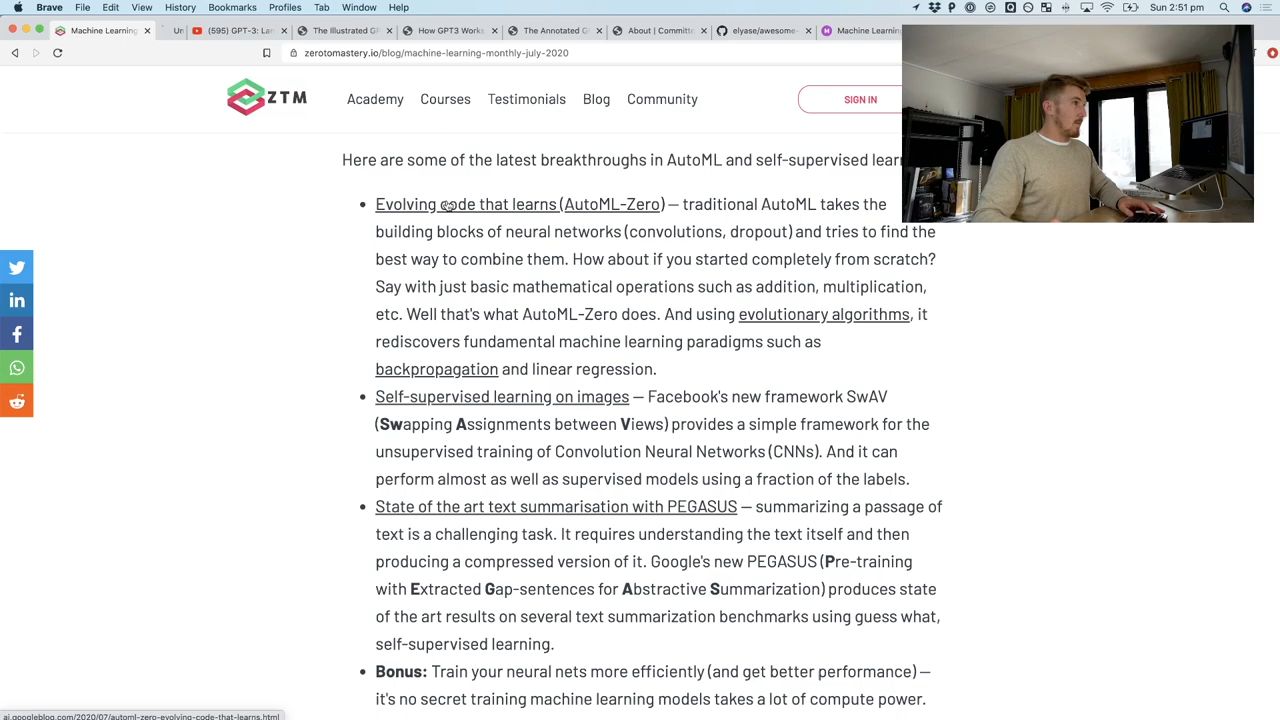 Brave File Edit View History Bookmarks Profiles Tab Window Help
Sun 2:51 pm
Machine Learning
(595) GPT-3: Lan
The Illustrated G
How GPT3 Works
The Annotated G
About | Committe
elyase/awesome-
Machine Learning
zerotomastery.io/blog/machine-learning-monthly-july-2020
ZTM
Academy Courses Testimonials Blog Community
SIGN IN
Here are some of the latest breakthroughs in AutoML and self-supervised lear
• Evolving code that learns (AutoML-Zero) — traditional AutoML takes the
building blocks of neural networks (convolutions, dropout) and tries to find the
best way to combine them. How about if you started completely from scratch?
Say with just basic mathematical operations such as addition, multiplication,
etc. Well that's what AutoML-Zero does. And using evolutionary algorithms, it
rediscovers fundamental machine learning paradigms such as
backpropagation and linear regression.
• Self-supervised learning on images — Facebook's new framework SwAV
(Swapping Assignments between Views) provides a simple framework for the
unsupervised training of Convolution Neural Networks (CNNs). And it can
perform almost as well as supervised models using a fraction of the labels.
• State of the art text summarisation with PEGASUS — summarizing a passage of
text is a challenging task. It requires understanding the text itself and then
producing a compressed version of it. Google's new PEGASUS (Pre-training
with Extracted Gap-sentences for Abstractive Summarization) produces state
of the art results on several text summarization benchmarks using guess what,
self-supervised learning.
• Bonus: Train your neural nets more efficiently (and get better performance) —
it's no secret training machine learning models takes a lot of compute power.
ai.googleblog.com/2020/07/automl-zero-evolving-code-that-learns.html